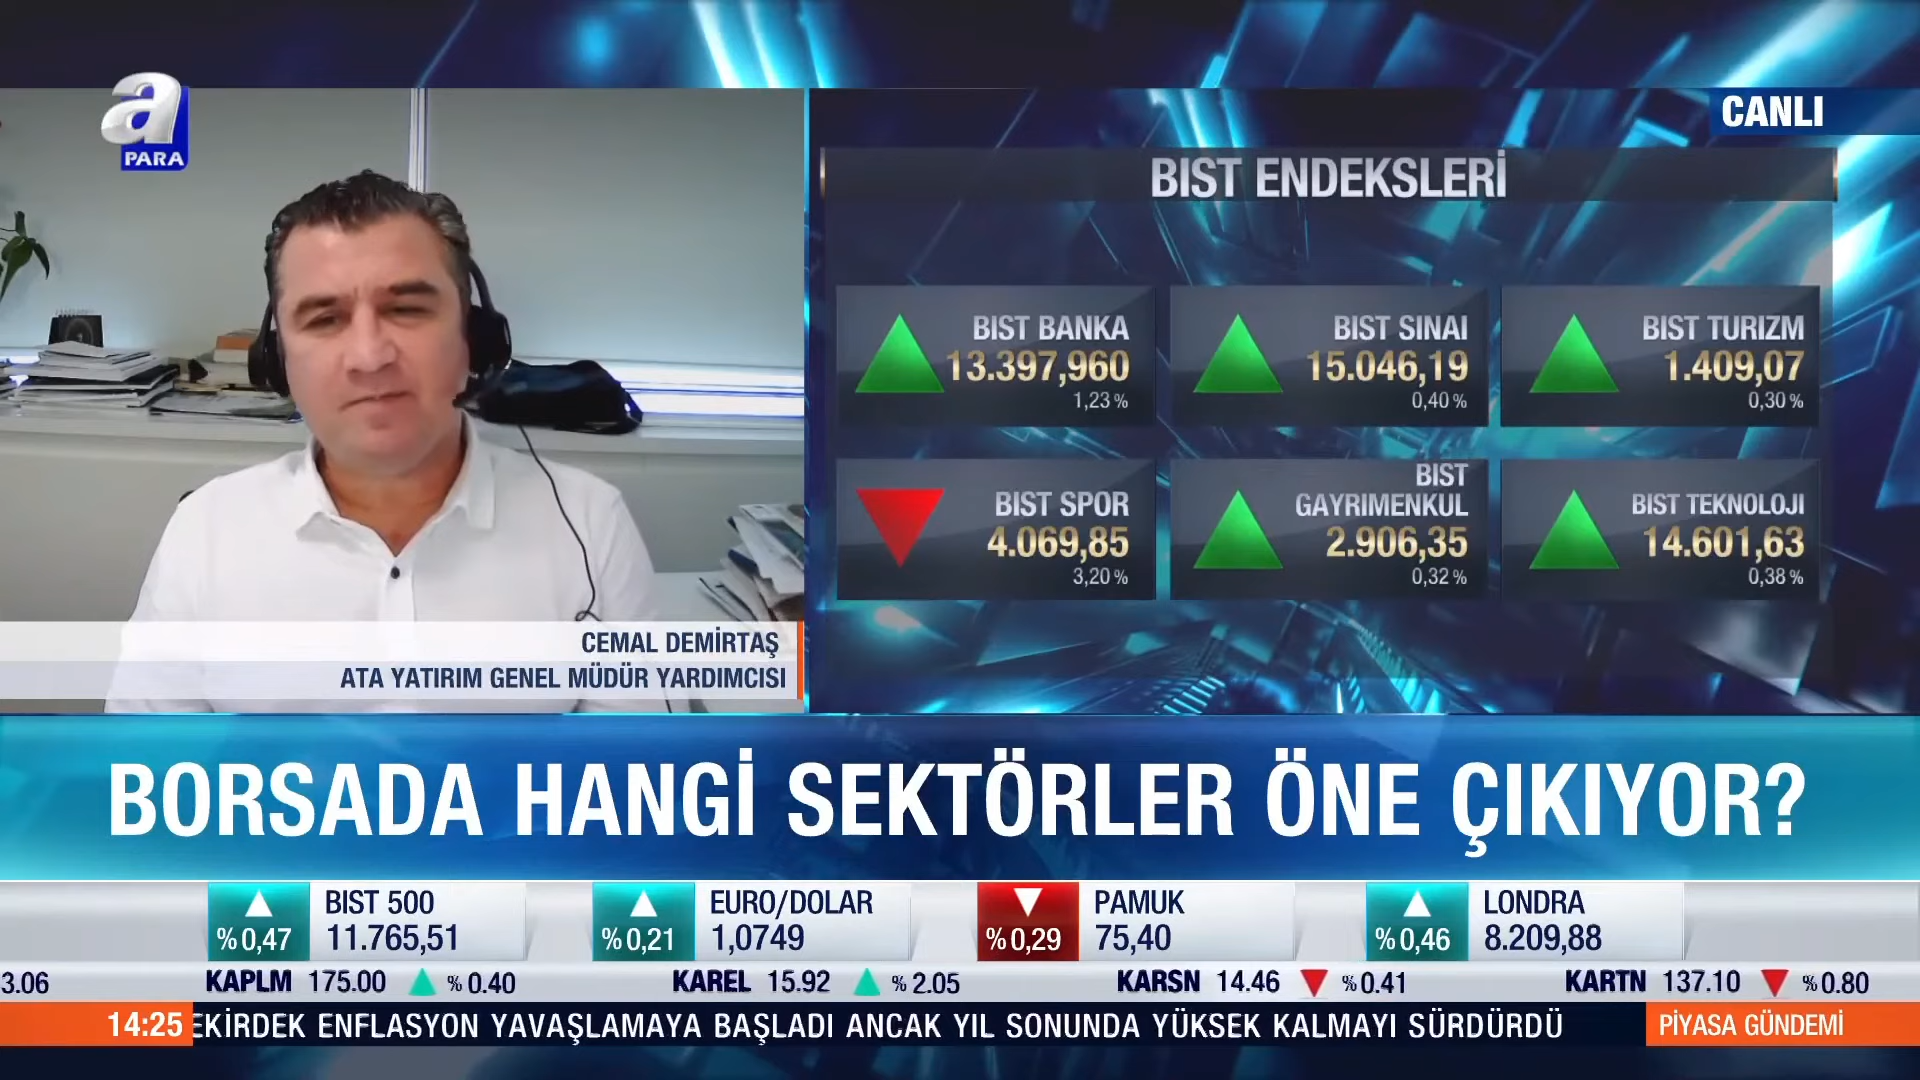 a
PARA
CANLI
BIST ENDEKSLERİ
BIST BANKA
13.397,960
1,23 %
BIST SINAI
15.046,19
0,40 %
BIST TURIZM
1.409,07
0,30 %
BIST SPOR
4.069,85
3,20 %
BIST
GAYRIMENKUL
2.906,35
0,32 %
BIST TEKNOLOJI
14.601,63
0,38 %
CEMAL DEMİRTAŞ
ATA YATIRIM GENEL MÜDÜR YARDIMCISI
BORSADA HANGİ SEKTÖRLER ÖNE ÇIKIYOR?
BIST 500
%0,47 11.765,51
EURO/DOLAR
%0,21 1,0749
PAMUK
%0,29 75,40
LONDRA
%0,46 8.209,88
3.06 KAPLM 175.00 % 0.40 KAREL 15.92 % 2.05 KARSN 14.46 %0.41 KARTN 137.10 %0.80
14:25 EKİRDEK ENFLASYON YAVAŞLAMAYA BAŞLADI ANCAK YIL SONUNDA YÜKSEK KALMAYI SÜRDÜRDÜ PİYASA GÜNDEMİ